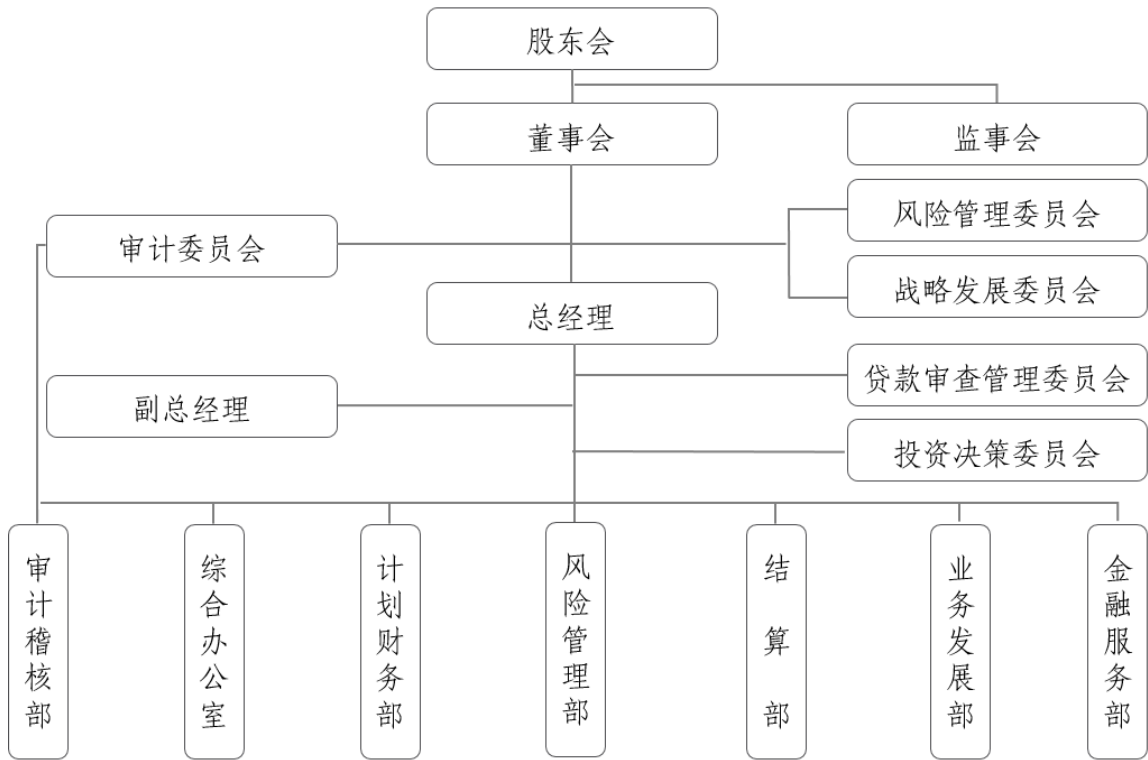 股东会
董事会
监事会
风险管理委员会
审计委员会
战略发展委员会
总经理
贷款审查管理委员会
副总经理
投资决策委员会
审计稽核部
综合办公室
计划财务部
风险管理部
结算部
业务发展部
金融服务部